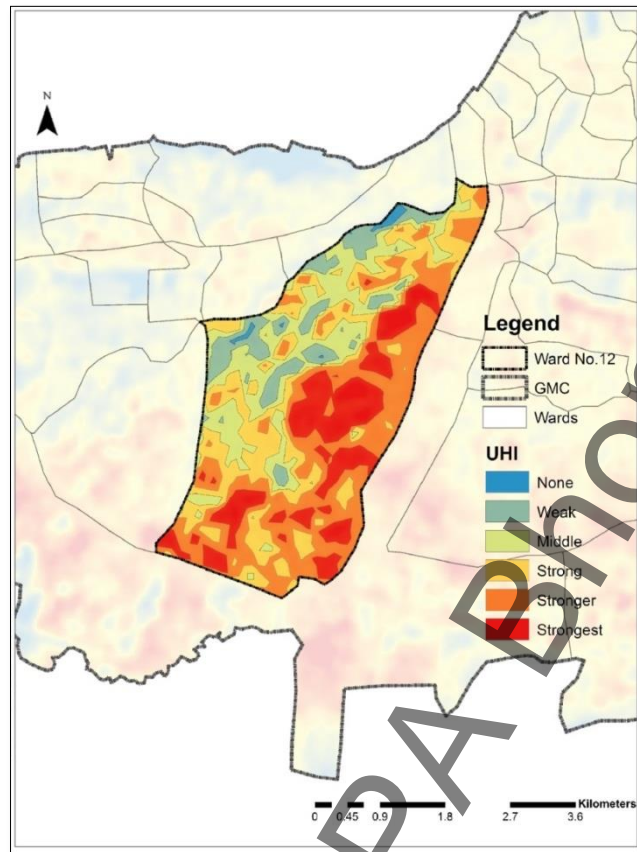 N
Legend
Ward No.12
GMC
Wards
UHI
None
Weak
Middle
Strong
Stronger
Strongest
Kilometers
0 0.45 0.9 1.8 2.7 3.6